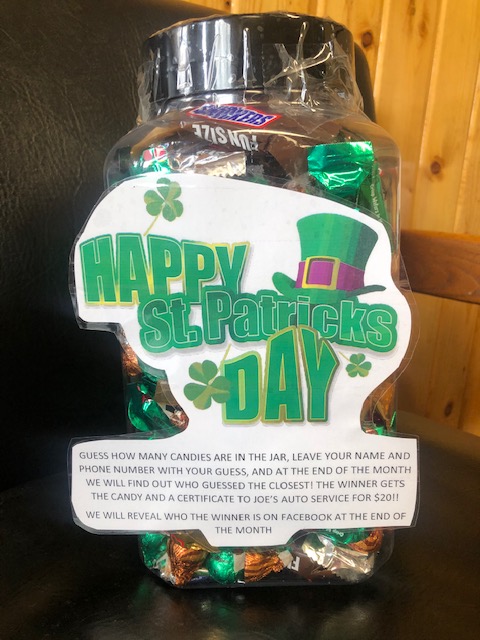 SNICKERS
FUN SIZE
HAPPY
St. Patricks
DAY
GUESS HOW MANY CANDIES ARE IN THE JAR, LEAVE YOUR NAME AND
PHONE NUMBER WITH YOUR GUESS, AND AT THE END OF THE MONTH
WE WILL FIND OUT WHO GUESSED THE CLOSEST! THE WINNER GETS
THE CANDY AND A CERTIFICATE TO JOE'S AUTO SERVICE FOR $20!!
WE WILL REVEAL WHO THE WINNER IS ON FACEBOOK AT THE END OF
THE MONTH